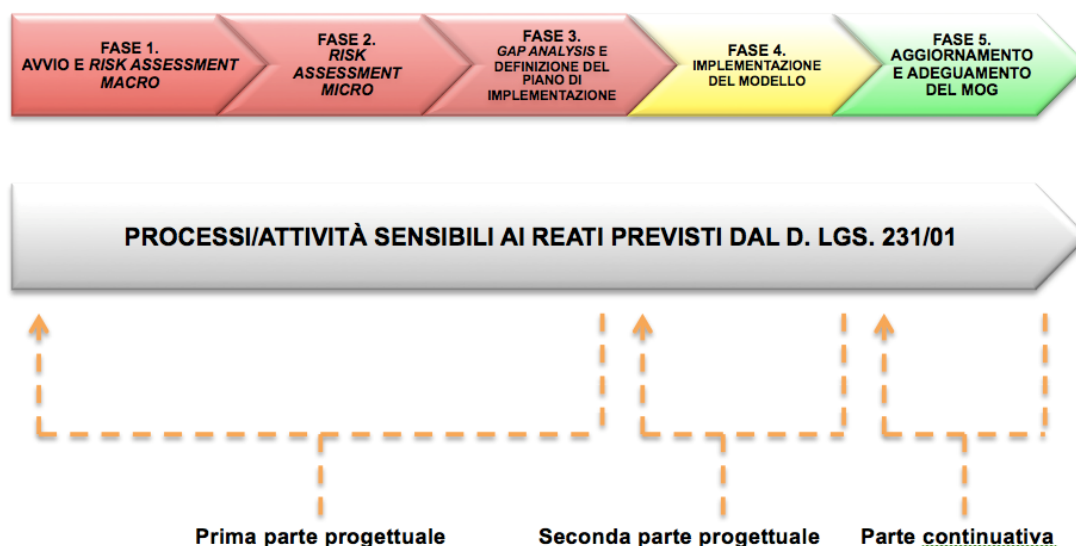 FASE 1.
AVVIO E RISK ASSESSMENT
MACRO
FASE 2.
RISK
ASSESSMENT
MICRO
FASE 3.
GAP ANALYSIS E
DEFINIZIONE DEL
PIANO DI
IMPLEMENTAZIONE
FASE 4.
IMPLEMENTAZIONE
DEL MODELLO
FASE 5.
AGGIORNAMENTO
E ADEGUAMENTO
DEL MOG
PROCESSI/ATTIVITÀ SENSIBILI AI REATI PREVISTI DAL D. LGS. 231/01
Prima parte progettuale
Seconda parte progettuale
Parte continuativa